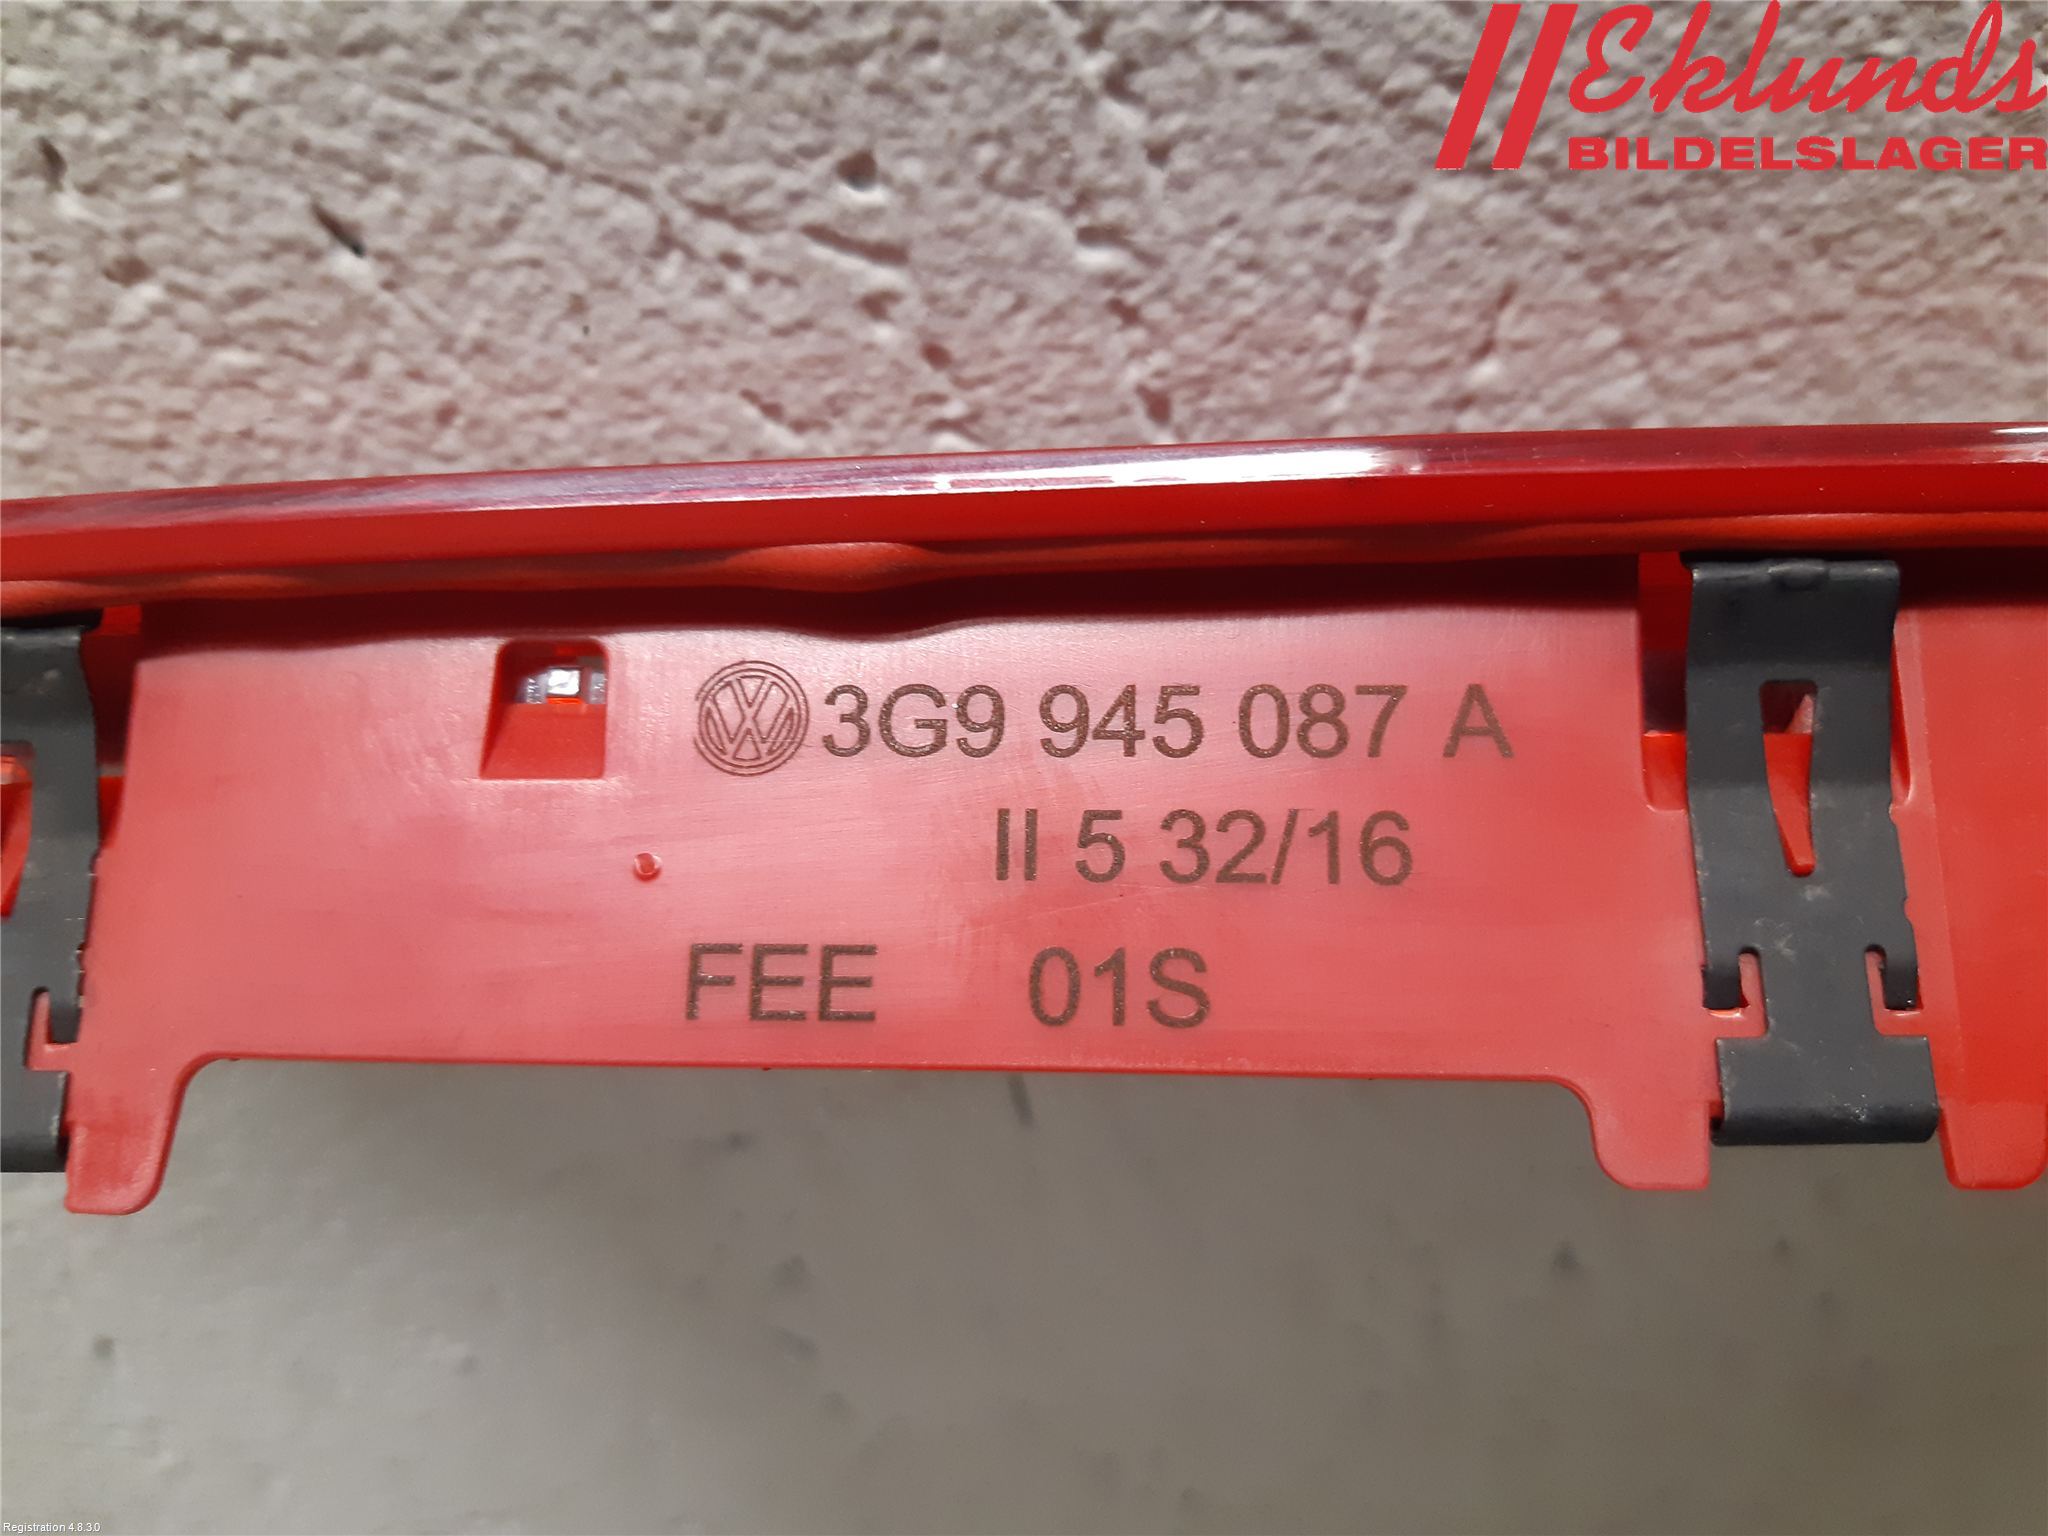 Eklunds
BILDELSLAGER
3G9 945 087 A
II 5 32/16
FEE 01S
Registration 4.8.3.0